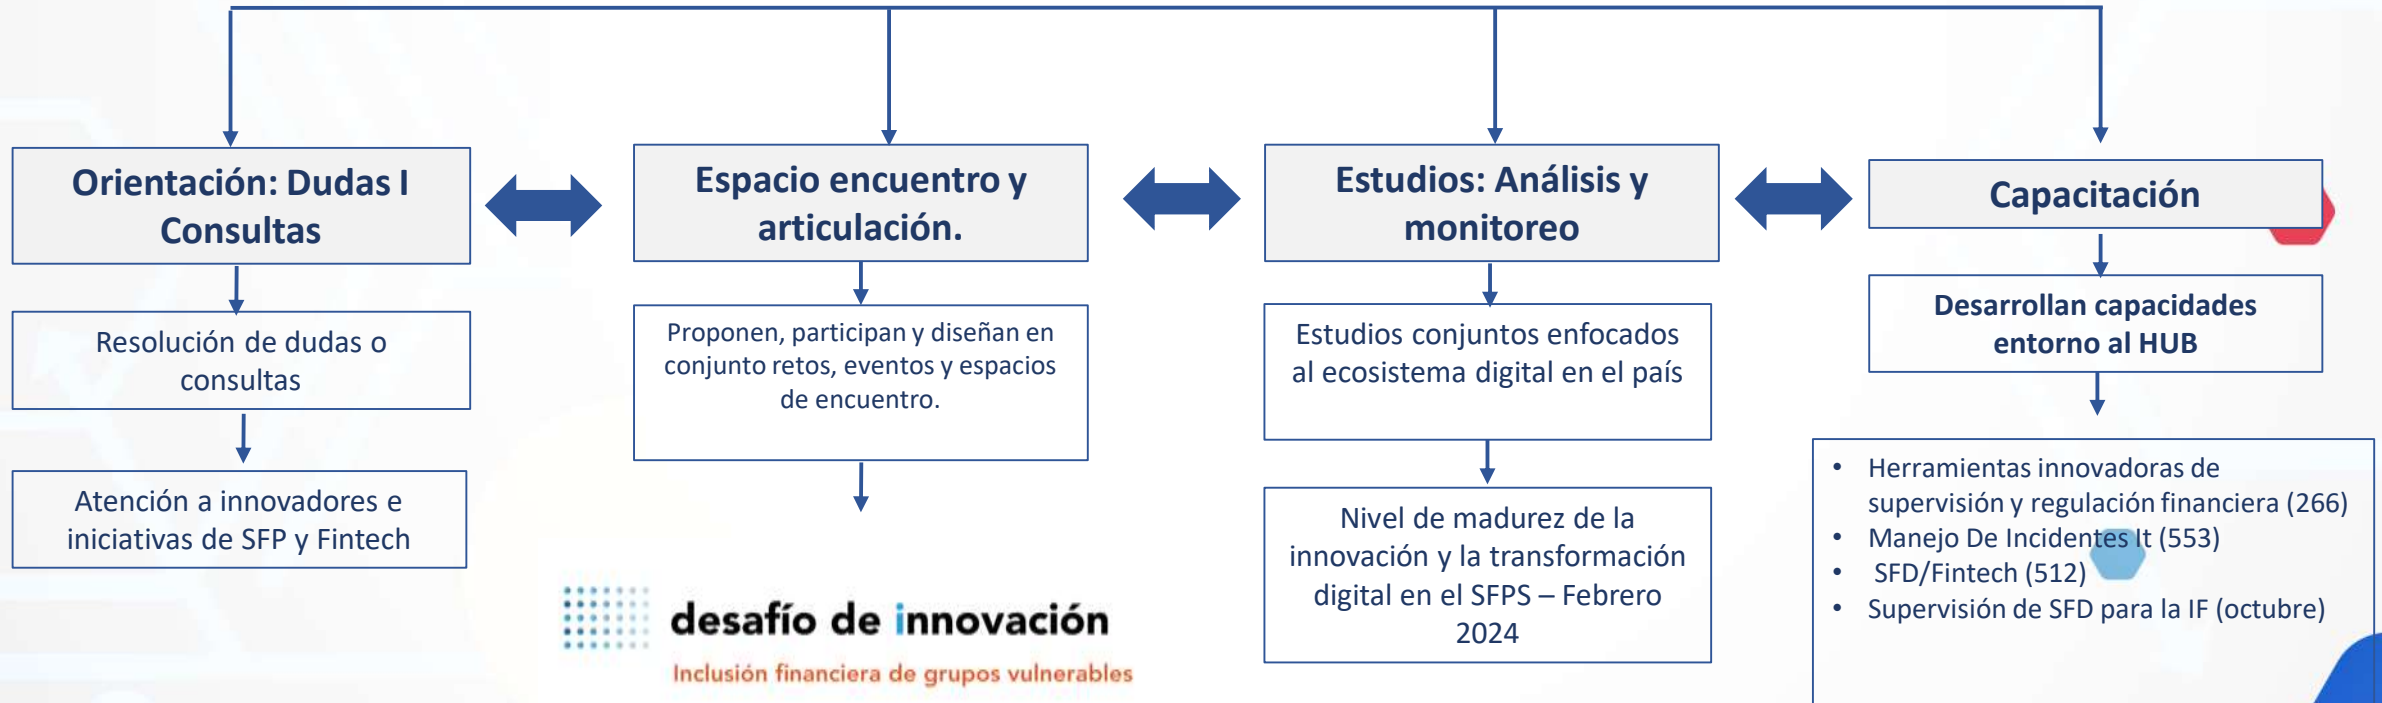 Orientación: Dudas I
Consultas
Resolución de dudas o
consultas
Atención a innovadores e
iniciativas de SFP y Fintech
Espacio encuentro y
articulación.
Proponen, participan y diseñan en
conjunto retos, eventos y espacios
de encuentro.
desafío de innovación
Inclusión financiera de grupos vulnerables
Estudios: Análisis y
monitoreo
Estudios conjuntos enfocados
al ecosistema digital en el país
Nivel de madurez de la
innovación y la transformación
digital en el SFPS – Febrero
2024
Capacitación
Desarrollan capacidades
entorno al HUB
• Herramientas innovadoras de
supervisión y regulación financiera (266)
• Manejo De Incidentes It (553)
• SFD/Fintech (512)
• Supervisión de SFD para la IF (octubre)